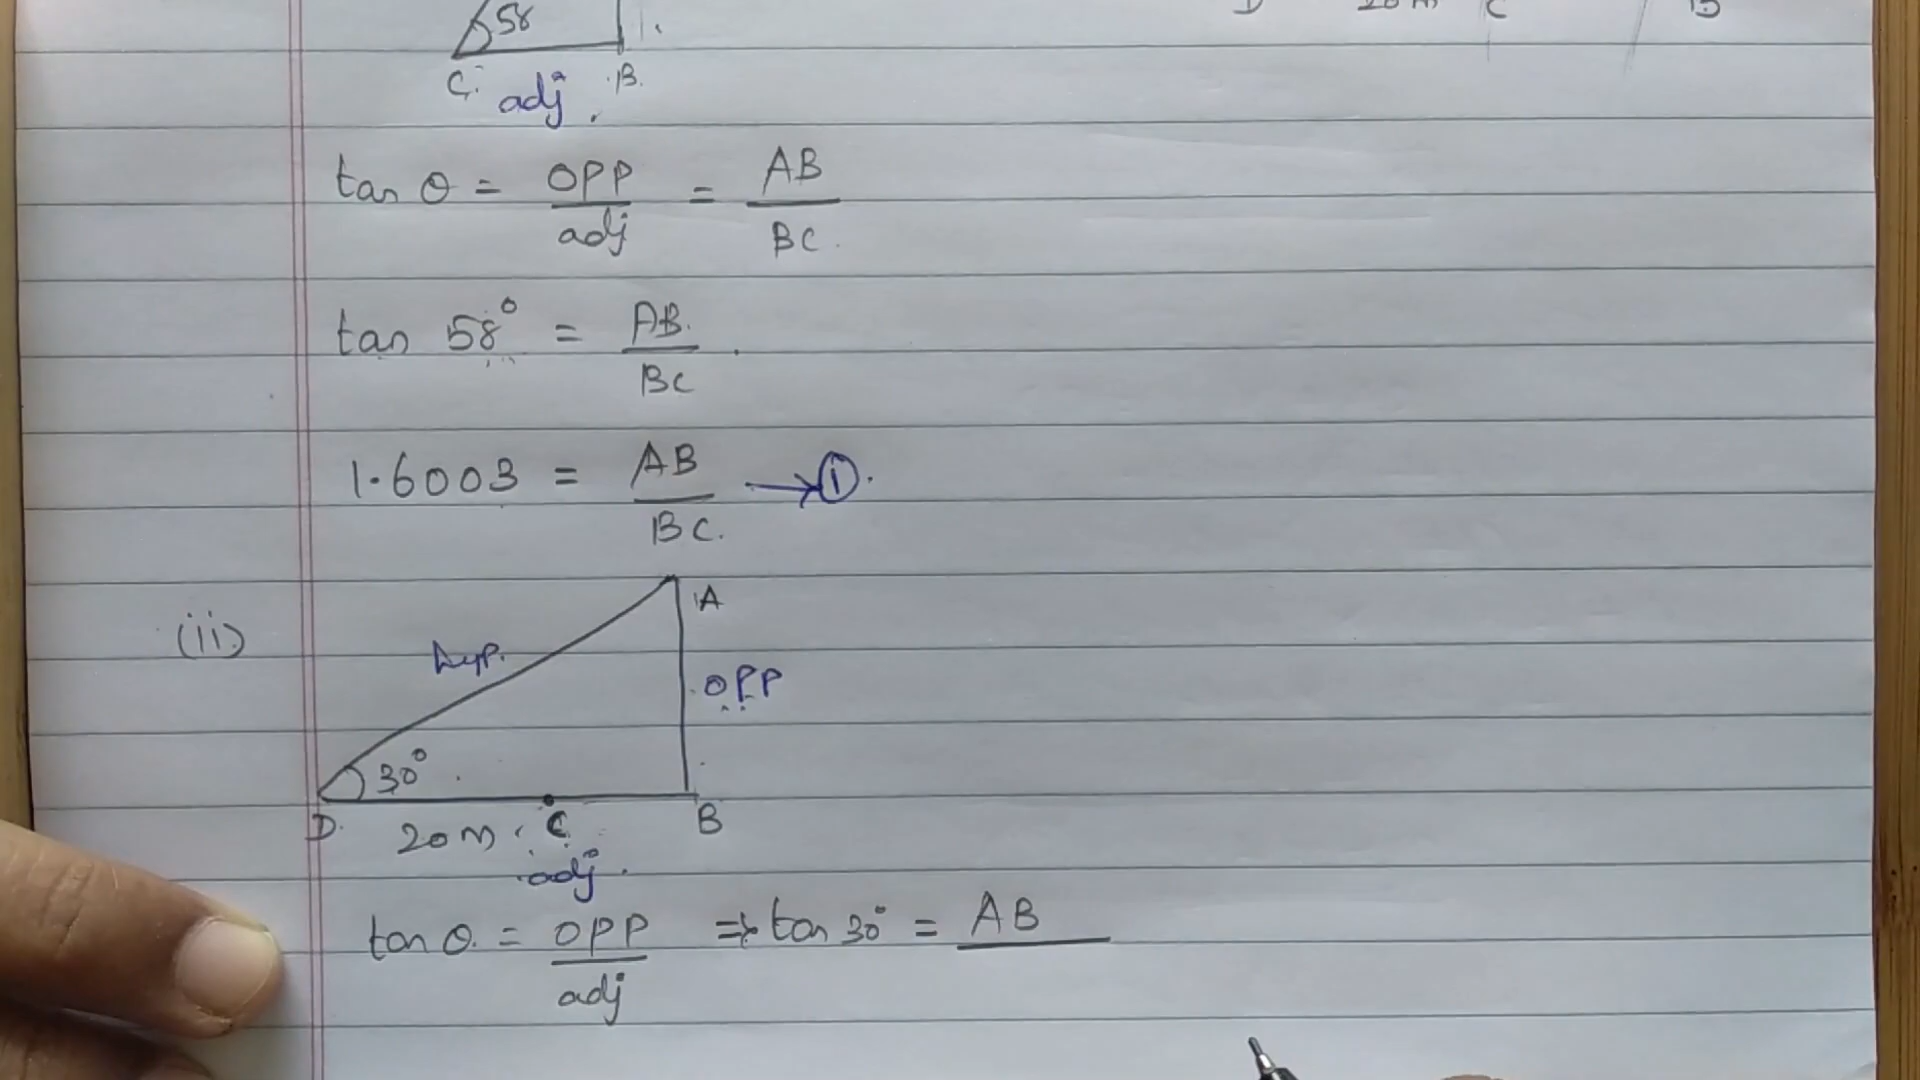 58
C. B.
adj
tan θ = opp/adj = AB/BC.
tan 58° = AB./BC
1.6003 = AB/BC. → ①.
(ii)
A
hyp.
opp
30°
D. 20 m C B
adj.
tan θ. = opp/adj ⇒ tan 30° = AB